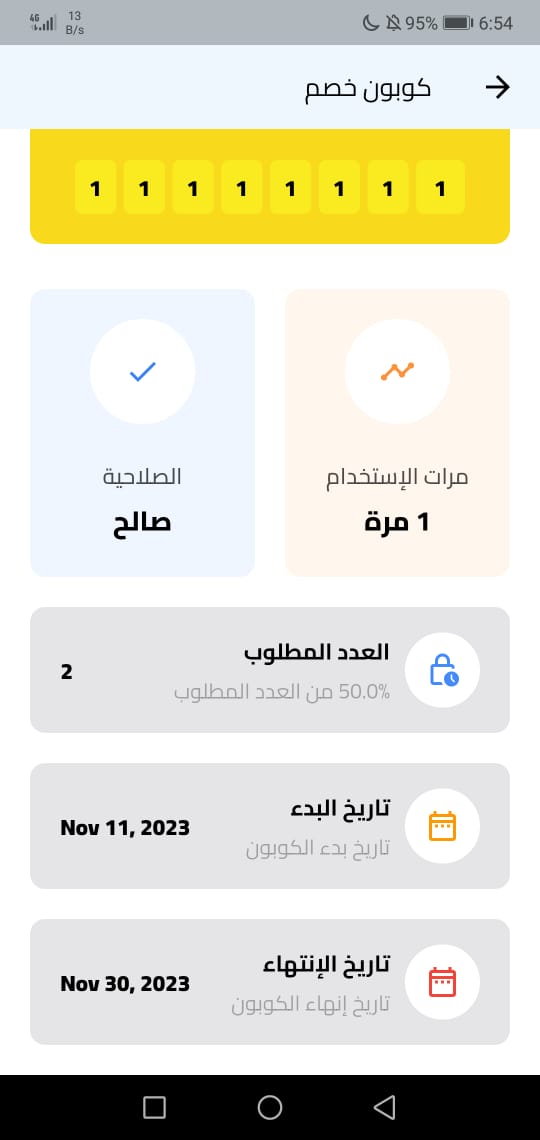 4G 13 B/s 95% 6:54
كوبون خصم
1 1 1 1 1 1 1 1
مرات الإستخدام
1 مرة
الصلاحية
صالح
العدد المطلوب
50.0% من العدد المطلوب
2
تاريخ البدء
تاريخ بدء الكوبون
Nov 11, 2023
تاريخ الإنتهاء
تاريخ إنهاء الكوبون
Nov 30, 2023